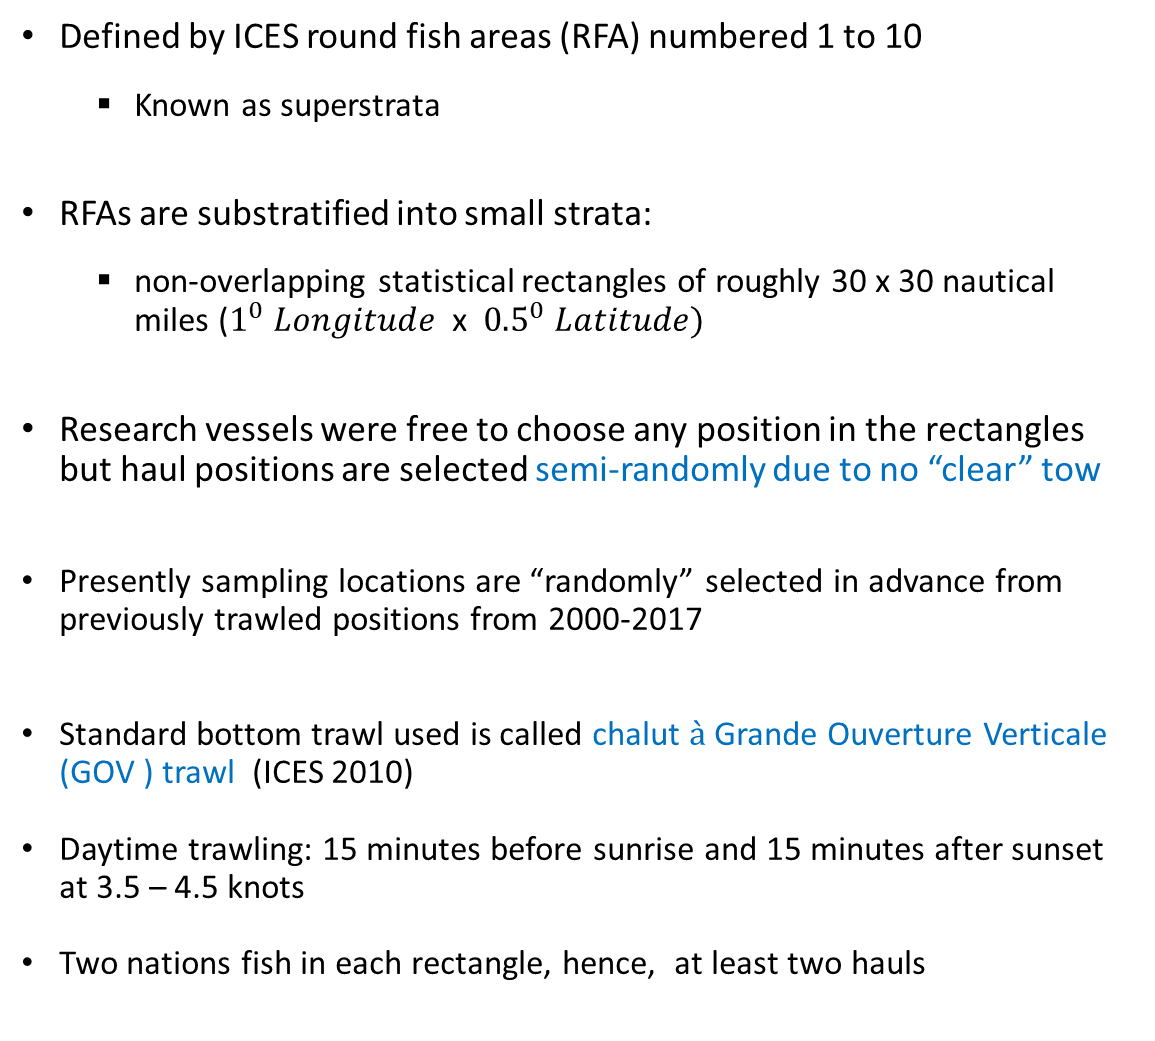 • Defined by ICES round fish areas (RFA) numbered 1 to 10
▪ Known as superstrata
• RFAs are substratified into small strata:
▪ non-overlapping statistical rectangles of roughly 30 x 30 nautical
miles (1⁰ Longitude x 0.5⁰ Latitude)
• Research vessels were free to choose any position in the rectangles
but haul positions are selected semi-randomly due to no “clear” tow
• Presently sampling locations are “randomly” selected in advance from
previously trawled positions from 2000-2017
• Standard bottom trawl used is called chalut à Grande Ouverture Verticale
(GOV ) trawl (ICES 2010)
• Daytime trawling: 15 minutes before sunrise and 15 minutes after sunset
at 3.5 – 4.5 knots
• Two nations fish in each rectangle, hence, at least two hauls